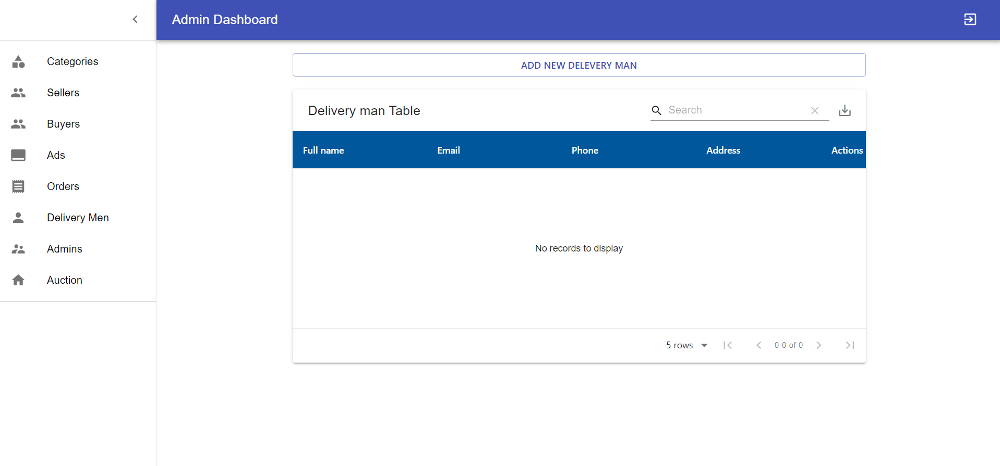 Admin Dashboard
Categories
Sellers
Buyers
Ads
Orders
Delivery Men
Admins
Auction
ADD NEW DELEVERY MAN
Delivery man Table
Search
Full name Email Phone Address Actions
No records to display
5 rows 0-0 of 0